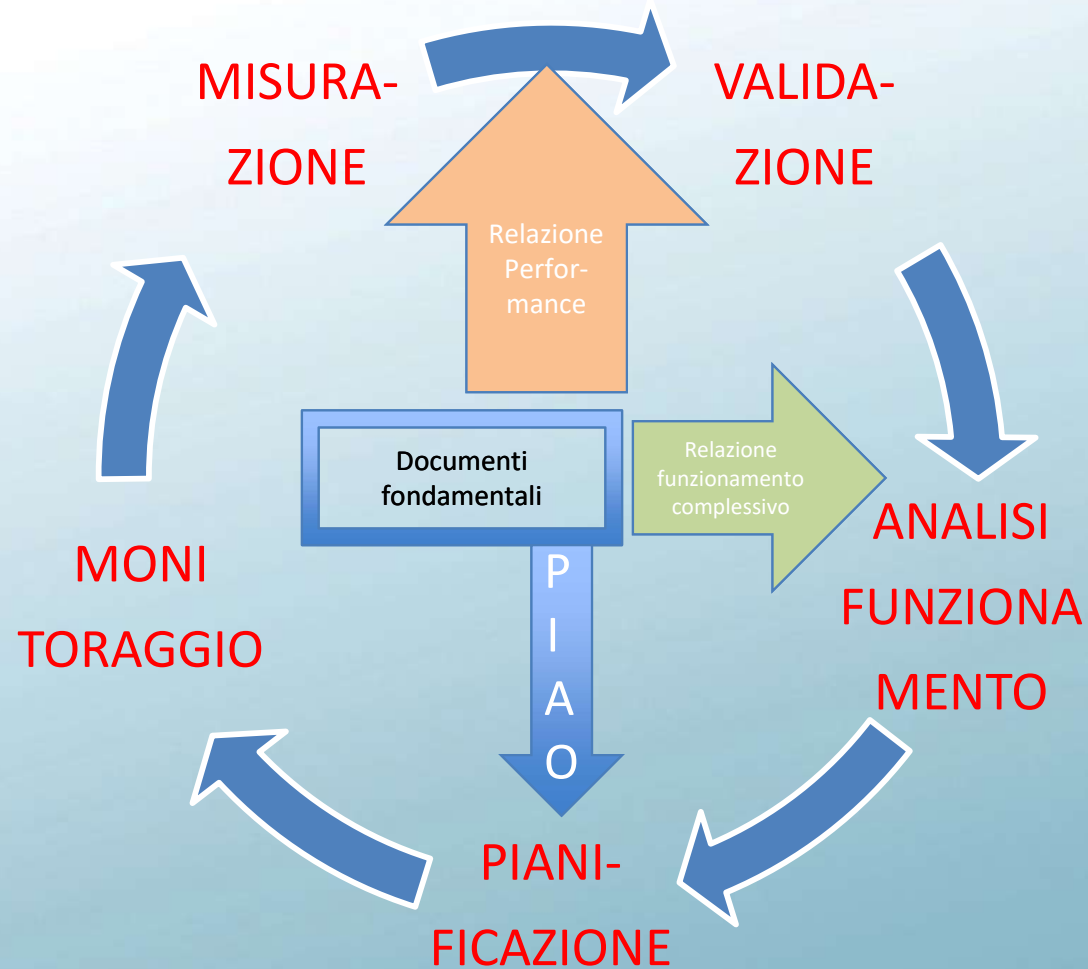 MISURA-
ZIONE
VALIDA-
ZIONE
Relazione
Perfor-
mance
Documenti
fondamentali
Relazione
funzionamento
complessivo
ANALISI
FUNZIONA
MENTO
MONI
TORAGGIO
P
I
A
O
PIANI-
FICAZIONE